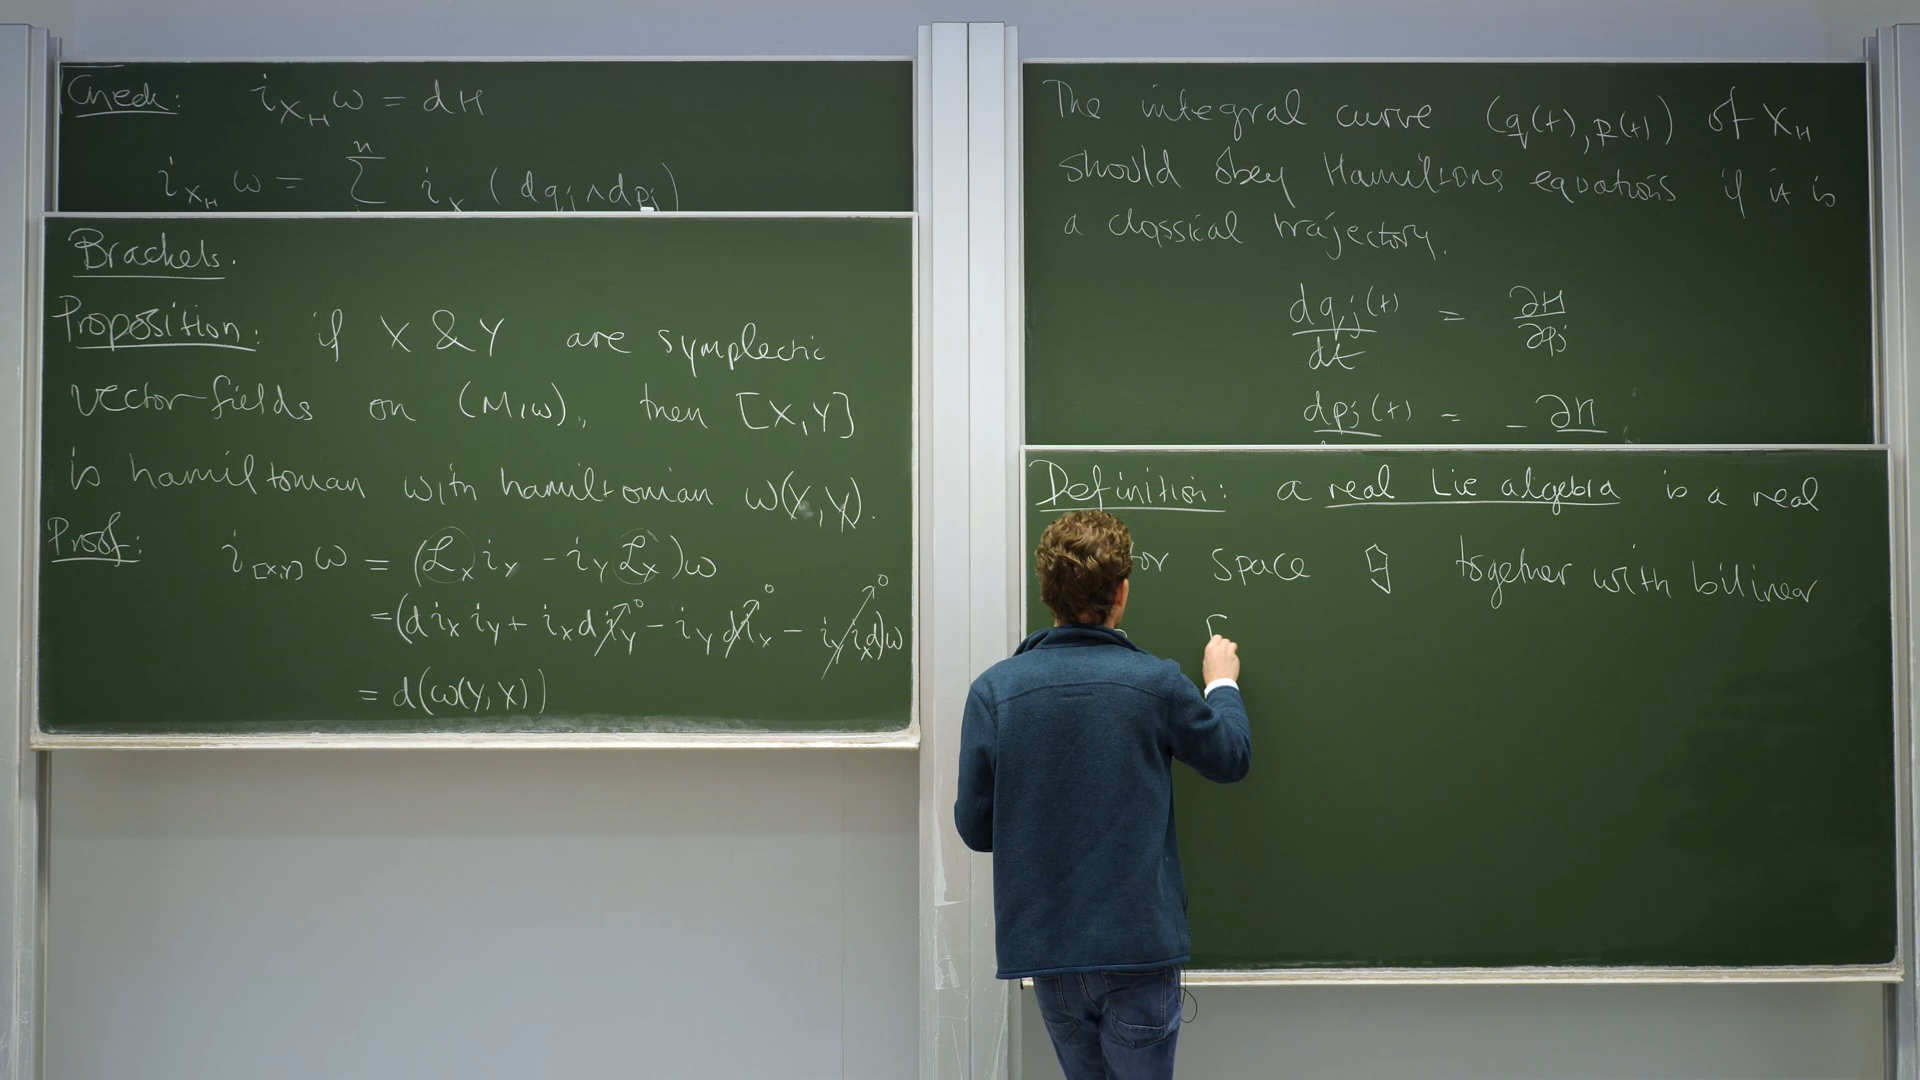 Check: i_{X_H} ω = dH
i_{X_H} ω = Σ^n i_X (dq_j ∧ dp_j)
Brackets.
Proposition: if X & Y are symplectic
vector-fields on (M,ω), then [X,Y]
is hamiltonian with hamiltonian ω(Y,X).
Proof: i_{[X,Y]} ω = (ℒ_X i_Y - i_Y ℒ_X)ω
= (d i_X i_Y + i_X d i_Y - i_Y d i_X - i_Y i_X d)ω
= d(ω(Y,X))
The integral curve (q(t), p(t)) of X_H
should obey Hamiltons equations if it is
a classical trajectory.
dq_j(t)/dt = ∂H/∂p_j
dp_j(t) = - ∂H
Definition: a real Lie algebra is a real
space 𝔤 together with bilinear
[